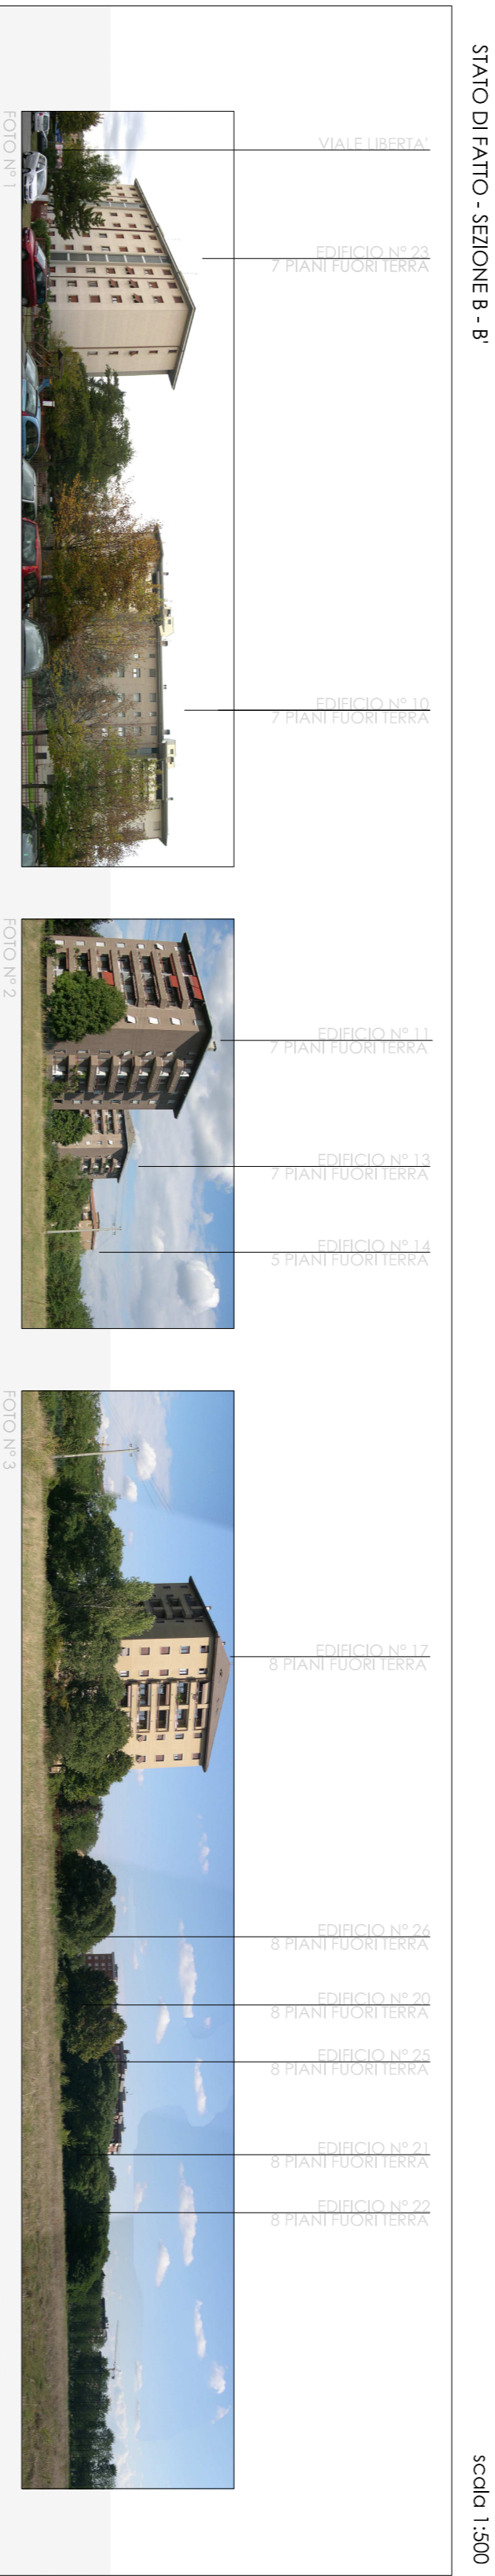 STATO DI FATTO - SEZIONE B - B'
scala 1:500
VIALE LIBERTA'
EDIFICIO N° 23
7 PIANI FUORI TERRA
EDIFICIO N° 10
7 PIANI FUORI TERRA
EDIFICIO N° 11
7 PIANI FUORI TERRA
EDIFICIO N° 13
7 PIANI FUORI TERRA
EDIFICIO N° 14
5 PIANI FUORI TERRA
EDIFICIO N° 17
8 PIANI FUORI TERRA
EDIFICIO N° 26
8 PIANI FUORI TERRA
EDIFICIO N° 20
8 PIANI FUORI TERRA
EDIFICIO N° 25
8 PIANI FUORI TERRA
EDIFICIO N° 21
8 PIANI FUORI TERRA
EDIFICIO N° 22
8 PIANI FUORI TERRA
FOTO N° 1
FOTO N° 2
FOTO N° 3